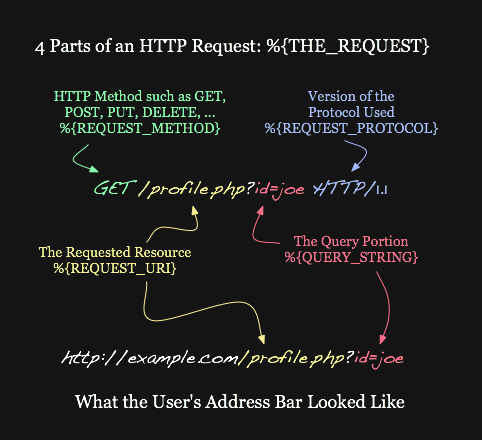 4 Parts of an HTTP Request: %{THE_REQUEST}
HTTP Method such as GET,
POST, PUT, DELETE, ...
%{REQUEST_METHOD}
Version of the
Protocol Used
%{REQUEST_PROTOCOL}
GET /profile.php?id=joe HTTP/1.1
The Requested Resource
%{REQUEST_URI}
The Query Portion
%{QUERY_STRING}
http://example.com/profile.php?id=joe
What the User's Address Bar Looked Like